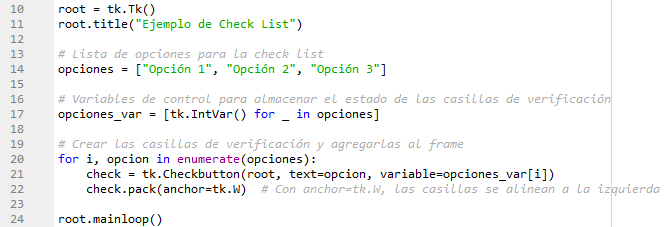 10 root = tk.Tk()
11 root.title("Ejemplo de Check List")
12
13 # Lista de opciones para la check list
14 opciones = ["Opción 1", "Opción 2", "Opción 3"]
15
16 # Variables de control para almacenar el estado de las casillas de verificación
17 opciones_var = [tk.IntVar() for _ in opciones]
18
19 # Crear las casillas de verificación y agregarlas al frame
20 for i, opcion in enumerate(opciones):
21     check = tk.Checkbutton(root, text=opcion, variable=opciones_var[i])
22     check.pack(anchor=tk.W)  # Con anchor=tk.W, las casillas se alinean a la izquierda
23
24 root.mainloop()